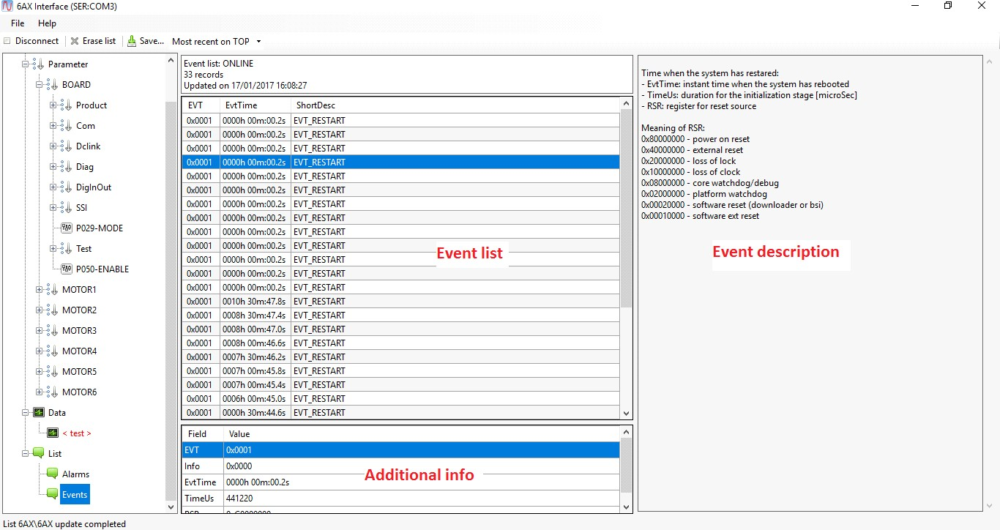 6AX Interface (SER:COM3)
File Help
Disconnect Erase list Save... Most recent on TOP
Parameter
BOARD
Product
Com
Dclink
Diag
DigInOut
SSI
P029-MODE
Test
P050-ENABLE
MOTOR1
MOTOR2
MOTOR3
MOTOR4
MOTOR5
MOTOR6
Data
< test >
List
Alarms
Events
Event list: ONLINE
33 records
Updated on 17/01/2017 16:08:27
EVT EvtTime ShortDesc
0x0001 0000h 00m:00.2s EVT_RESTART
0x0001 0000h 00m:00.2s EVT_RESTART
0x0001 0000h 00m:00.2s EVT_RESTART
0x0001 0000h 00m:00.2s EVT_RESTART
0x0001 0000h 00m:00.2s EVT_RESTART
0x0001 0000h 00m:00.2s EVT_RESTART
0x0001 0000h 00m:00.2s EVT_RESTART
0x0001 0000h 00m:00.2s EVT_RESTART
0x0001 0000h 00m:00.2s EVT_RESTART
0x0001 0000h 00m:00.2s EVT_RESTART
0x0001 0000h 00m:00.2s EVT_RESTART
0x0001 0000h 00m:00.2s EVT_RESTART
0x0001 0000h 00m:00.2s EVT_RESTART
0x0001 0010h 30m:47.8s EVT_RESTART
0x0001 0008h 30m:47.4s EVT_RESTART
0x0001 0008h 30m:47.0s EVT_RESTART
0x0001 0008h 00m:46.6s EVT_RESTART
0x0001 0007h 30m:46.2s EVT_RESTART
0x0001 0007h 00m:45.8s EVT_RESTART
0x0001 0007h 00m:45.4s EVT_RESTART
0x0001 0006h 00m:45.0s EVT_RESTART
0x0001 0000h 30m:44.6s EVT_RESTART
Event list
Field Value
EVT 0x0001
Info 0x0000
EvtTime 0000h 00m:00.2s
TimeUs 441220
Additional info
Time when the system has restared:
- EvtTime: instant time when the system has rebooted
- TimeUs: duration for the initialization stage [microSec]
- RSR: register for reset source
Meaning of RSR:
0x80000000 - power on reset
0x40000000 - external reset
0x20000000 - loss of lock
0x10000000 - loss of clock
0x08000000 - core watchdog/debug
0x02000000 - platform watchdog
0x00020000 - software reset (downloader or bsi)
0x00010000 - software ext reset
Event description
List 6AX\6AX update completed